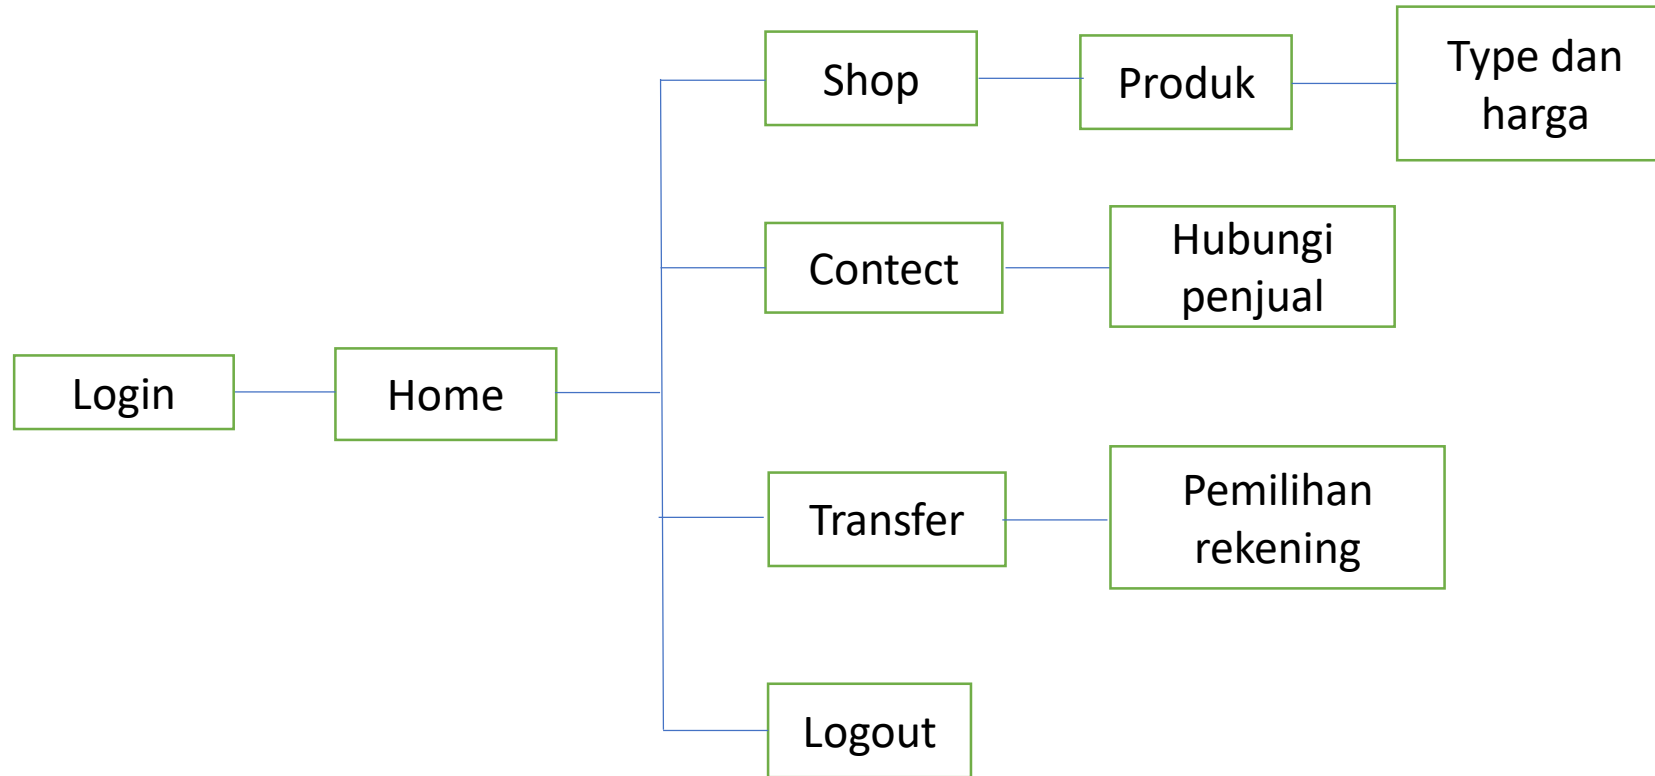 Login
Home
Shop
Produk
Type dan
harga
Contect
Hubungi
penjual
Transfer
Pemilihan
rekening
Logout